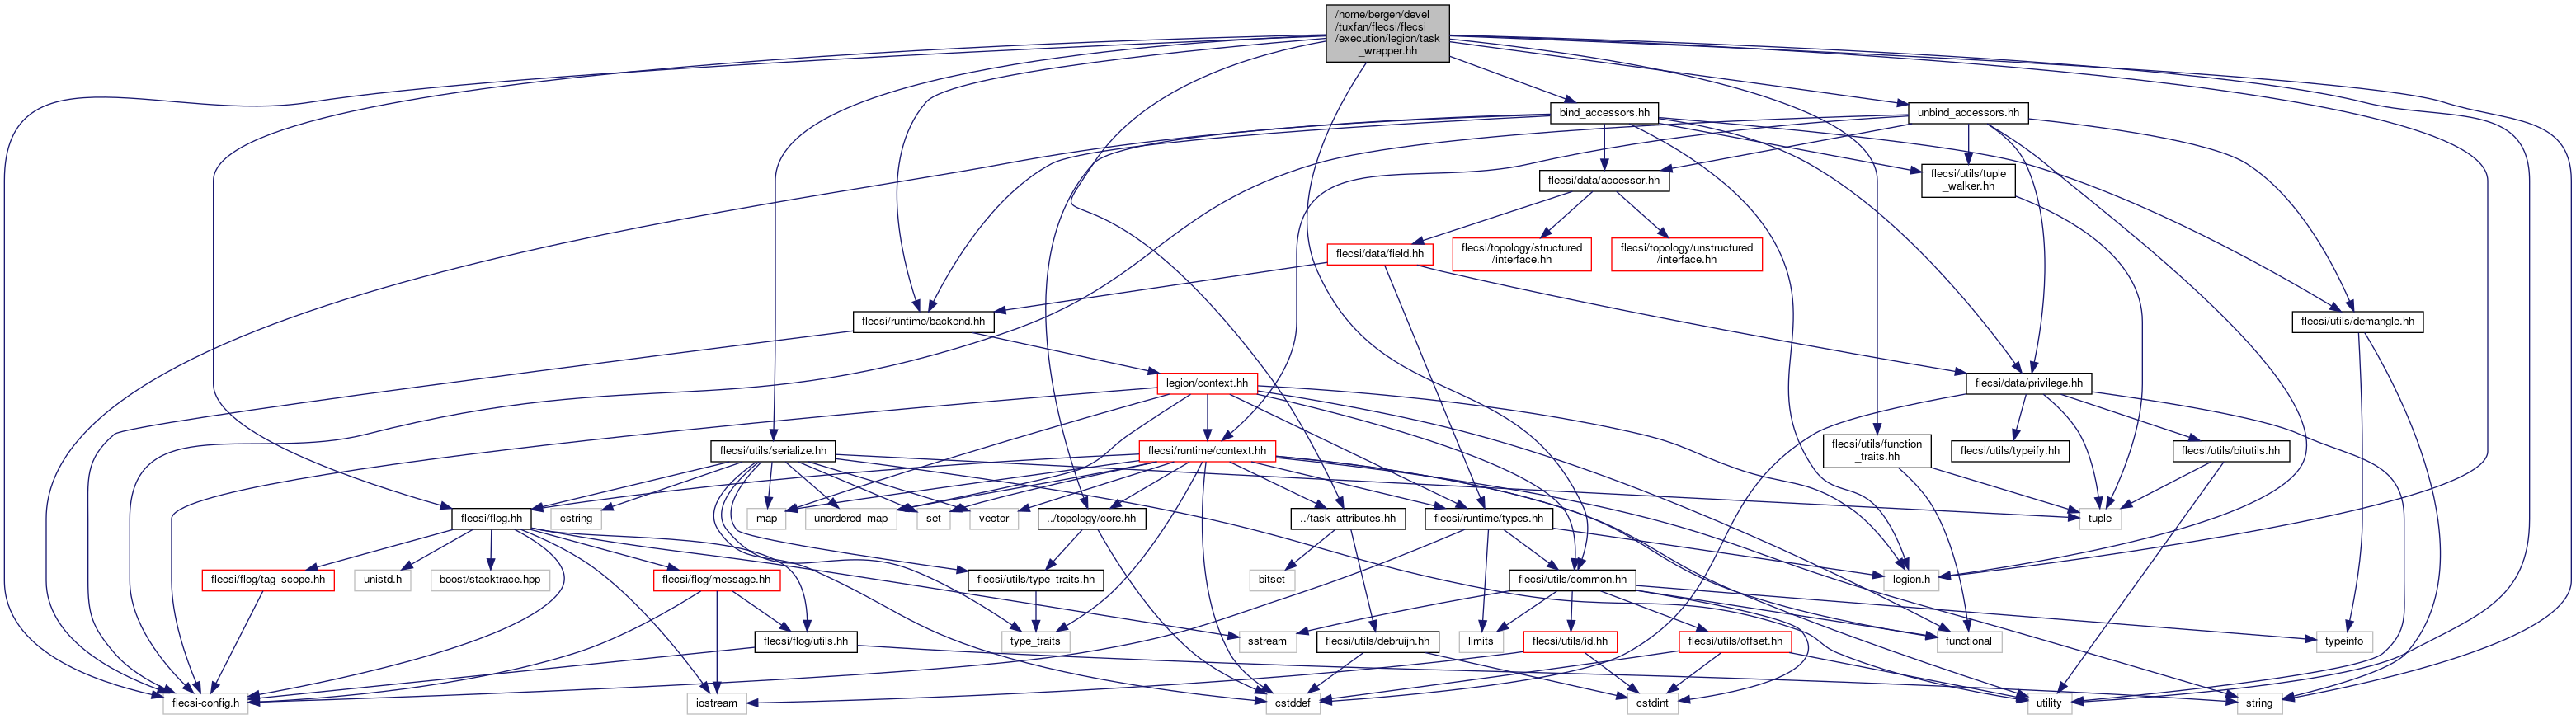 /home/bergen/devel
/tuxfan/flecsi/flecsi
/execution/legion/task
_wrapper.hh
bind_accessors.hh
unbind_accessors.hh
flecsi/data/accessor.hh
flecsi/utils/tuple
_walker.hh
flecsi/data/field.hh
flecsi/topology/structured
/interface.hh
flecsi/topology/unstructured
/interface.hh
flecsi/runtime/backend.hh
flecsi/utils/demangle.hh
legion/context.hh
flecsi/data/privilege.hh
flecsi/utils/serialize.hh
flecsi/runtime/context.hh
flecsi/utils/function
_traits.hh
flecsi/utils/typeify.hh
flecsi/utils/bitutils.hh
flecsi/flog.hh
cstring
map
unordered_map
set
vector
../topology/core.hh
../task_attributes.hh
flecsi/runtime/types.hh
tuple
flecsi/flog/tag_scope.hh
unistd.h
boost/stacktrace.hpp
flecsi/flog/message.hh
flecsi/utils/type_traits.hh
bitset
flecsi/utils/common.hh
legion.h
flecsi/flog/utils.hh
type_traits
sstream
flecsi/utils/debruijn.hh
limits
flecsi/utils/id.hh
flecsi/utils/offset.hh
functional
typeinfo
flecsi-config.h
iostream
cstddef
cstdint
utility
string